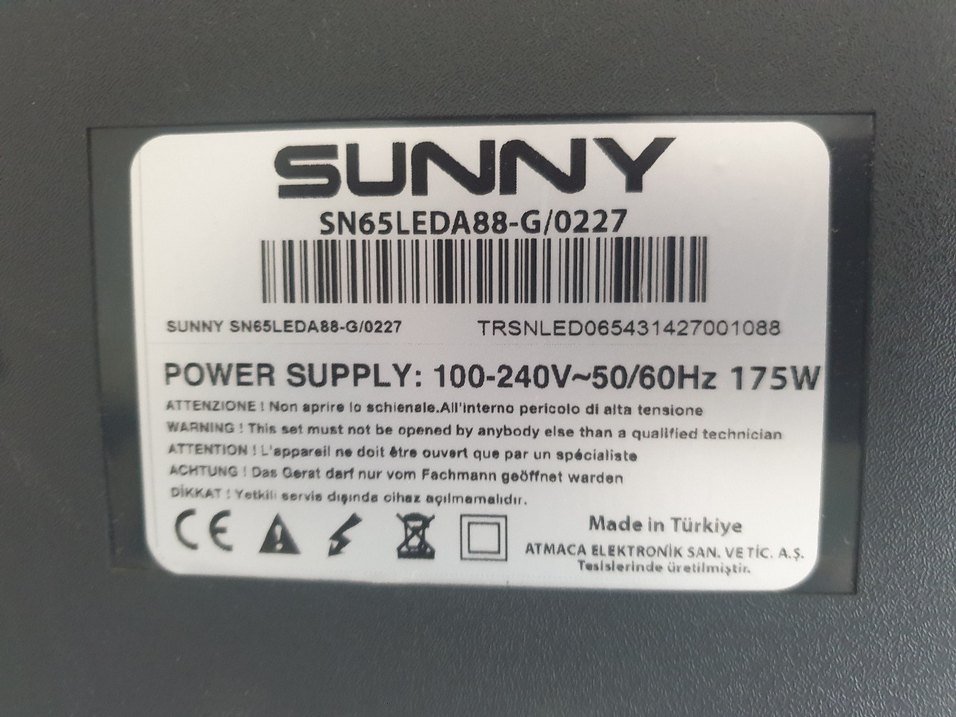 SUNNY
SN65LEDA88-G/0227
SUNNY SN65LEDA88-G/0227 TRSNLED065431427001088
POWER SUPPLY: 100-240V~50/60Hz 175W
ATTENZIONE ! Non aprire lo schienale.All'interno pericolo di alta tensione
WARNING ! This set must not be opened by anybody else than a qualified technician
ATTENTION ! L'appareil ne doit être ouvert que par un spécialiste
ACHTUNG ! Das Gerat darf nur vom Fachmann geöffnet warden
DİKKAT ! Yetkili servis dışında cihaz açılmamalıdır.
CE
Made in Türkiye
ATMACA ELEKTRONİK SAN. VE TİC. A.Ş.
Tesislerinde üretilmiştir.